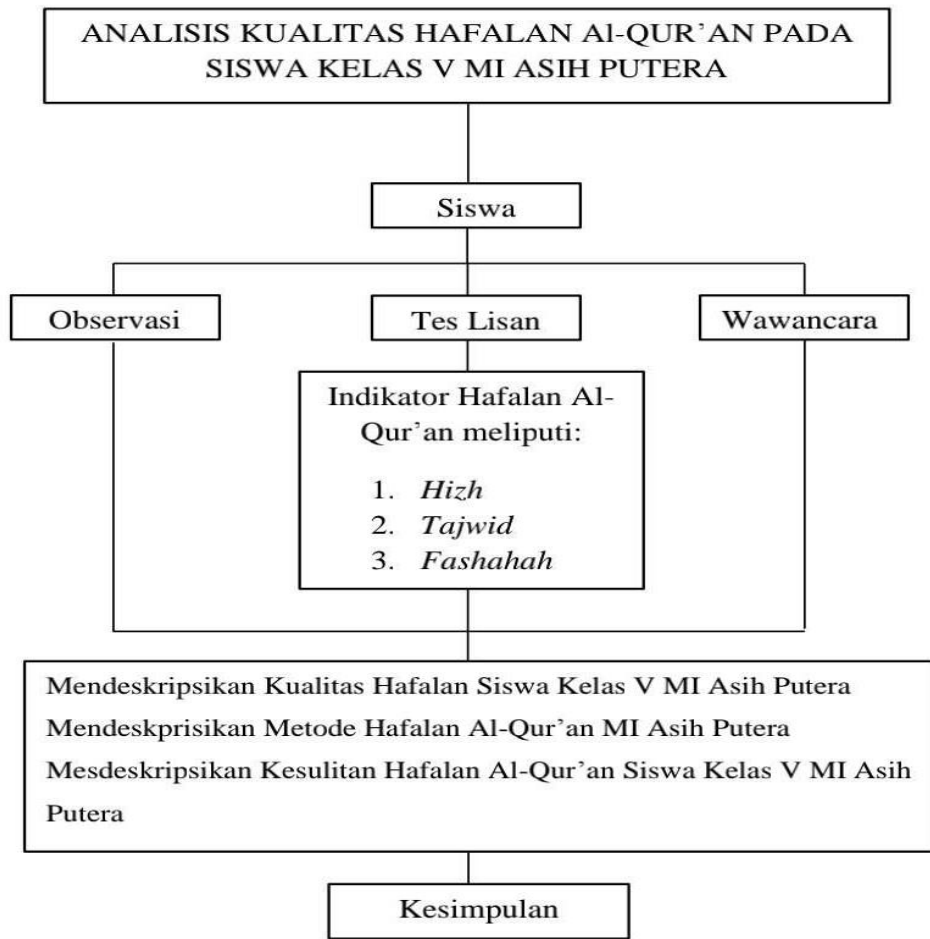 ANALISIS KUALITAS HAFALAN Al-QUR’AN PADA
SISWA KELAS V MI ASIH PUTERA
Siswa
Observasi
Tes Lisan
Wawancara
Indikator Hafalan Al-
Qur’an meliputi:
1. Hizh
2. Tajwid
3. Fashahah
Mendeskripsikan Kualitas Hafalan Siswa Kelas V MI Asih Putera
Mendeskprisikan Metode Hafalan Al-Qur’an MI Asih Putera
Mesdeskripsikan Kesulitan Hafalan Al-Qur’an Siswa Kelas V MI Asih
Putera
Kesimpulan